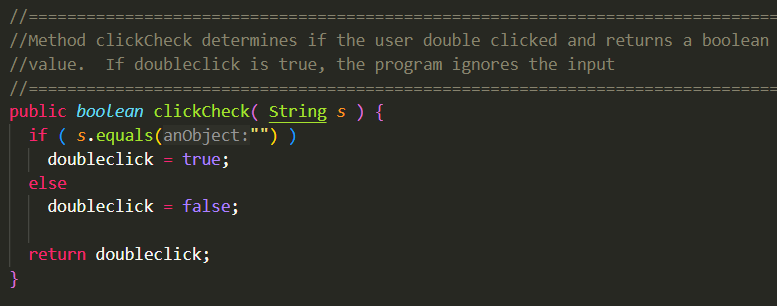 //==============================================================================
//Method clickCheck determines if the user double clicked and returns a boolean
//value.  If doubleclick is true, the program ignores the input
//==============================================================================
public boolean clickCheck( String s ) {
  if ( s.equals(anObject:"") )
    doubleclick = true;
  else
    doubleclick = false;

  return doubleclick;
}